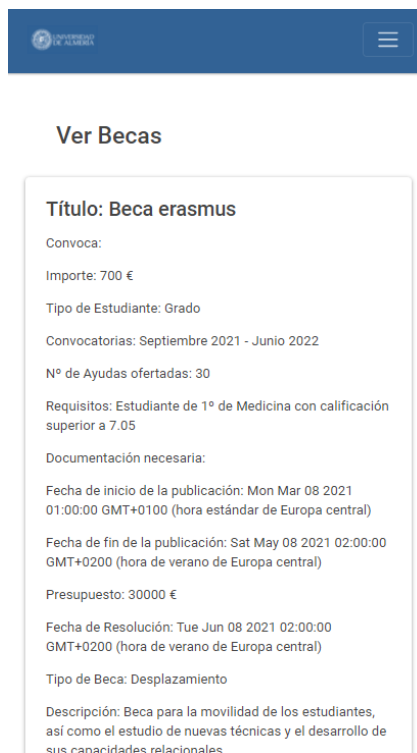 UNIVERSIDAD
DE ALMERÍA
Ver Becas
Título: Beca erasmus
Convoca:
Importe: 700 €
Tipo de Estudiante: Grado
Convocatorias: Septiembre 2021 - Junio 2022
Nº de Ayudas ofertadas: 30
Requisitos: Estudiante de 1º de Medicina con calificación
superior a 7.05
Documentación necesaria:
Fecha de inicio de la publicación: Mon Mar 08 2021
01:00:00 GMT+0100 (hora estándar de Europa central)
Fecha de fin de la publicación: Sat May 08 2021 02:00:00
GMT+0200 (hora de verano de Europa central)
Presupuesto: 30000 €
Fecha de Resolución: Tue Jun 08 2021 02:00:00
GMT+0200 (hora de verano de Europa central)
Tipo de Beca: Desplazamiento
Descripción: Beca para la movilidad de los estudiantes,
así como el estudio de nuevas técnicas y el desarrollo de
sus capacidades relacionales